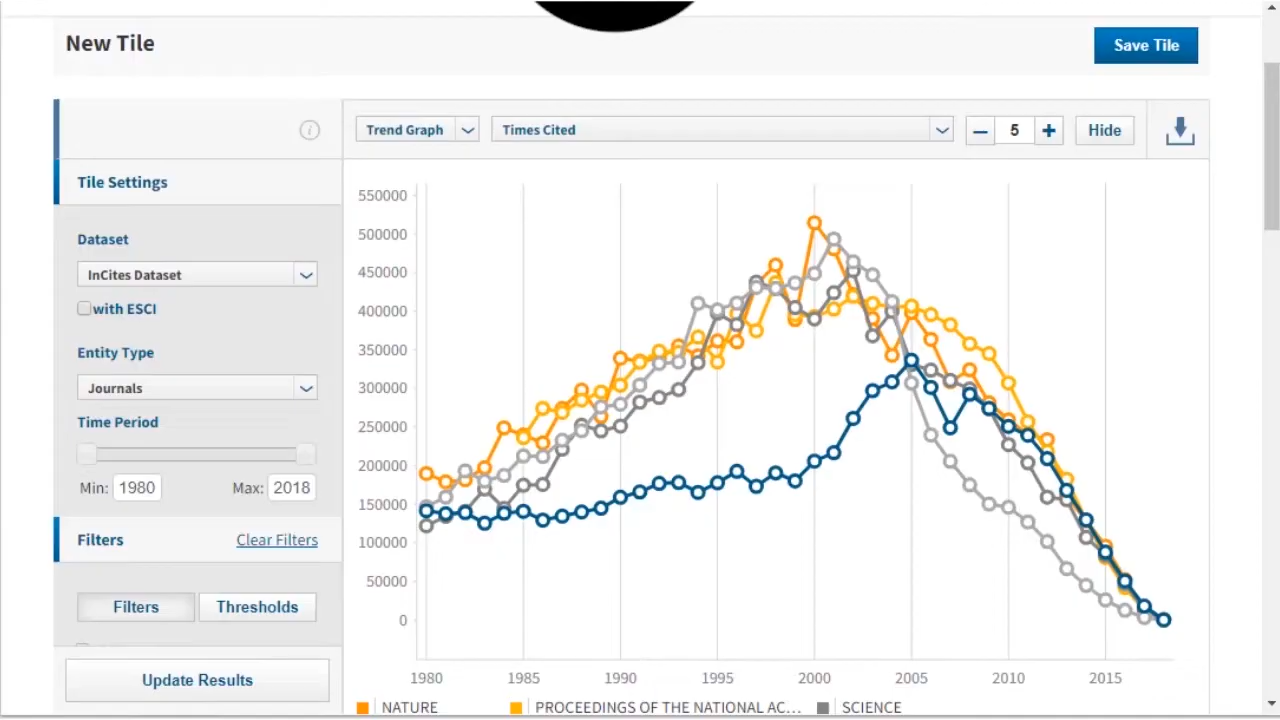 New Tile
Save Tile
Trend Graph
Times Cited
5
Hide
Tile Settings
Dataset
InCites Dataset
with ESCI
Entity Type
Journals
Time Period
Min: 1980 Max: 2018
Filters Clear Filters
Filters Thresholds
Update Results
550000
500000
450000
400000
350000
300000
250000
200000
150000
100000
50000
0
1980 1985 1990 1995 2000 2005 2010 2015
NATURE PROCEEDINGS OF THE NATIONAL AC... SCIENCE